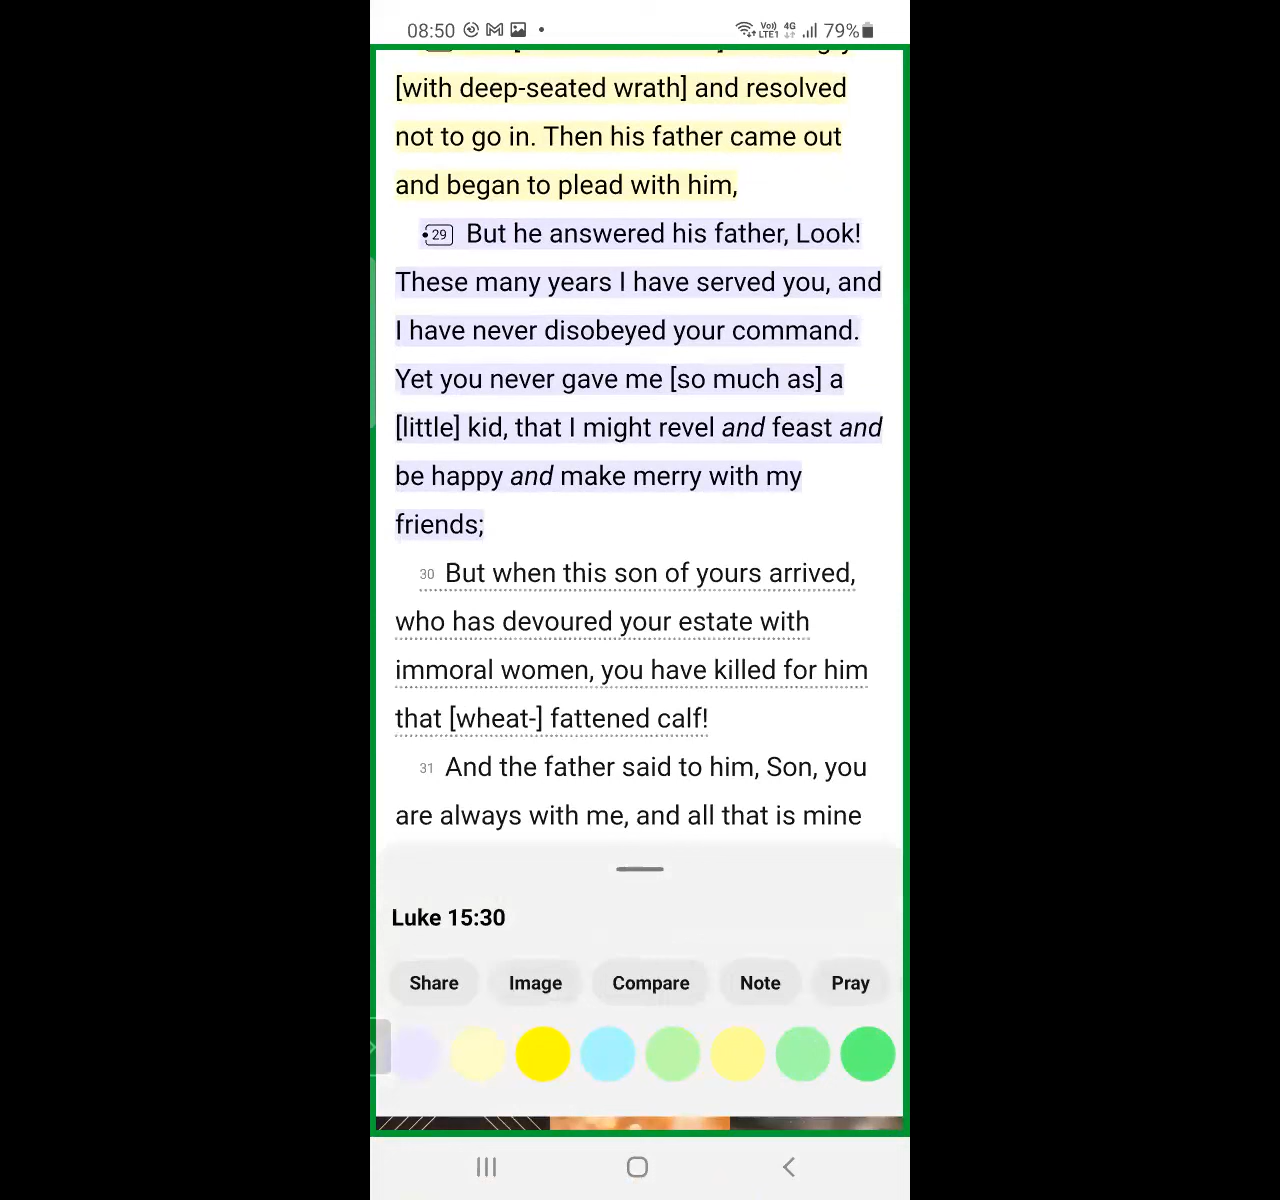 08:50 Vo)) LTE1 4G 79%
[with deep-seated wrath] and resolved
not to go in. Then his father came out
and began to plead with him,
29 But he answered his father, Look!
These many years I have served you, and
I have never disobeyed your command.
Yet you never gave me [so much as] a
[little] kid, that I might revel and feast and
be happy and make merry with my
friends;
30 But when this son of yours arrived,
who has devoured your estate with
immoral women, you have killed for him
that [wheat-] fattened calf!
31 And the father said to him, Son, you
are always with me, and all that is mine
Luke 15:30
Share Image Compare Note Pray